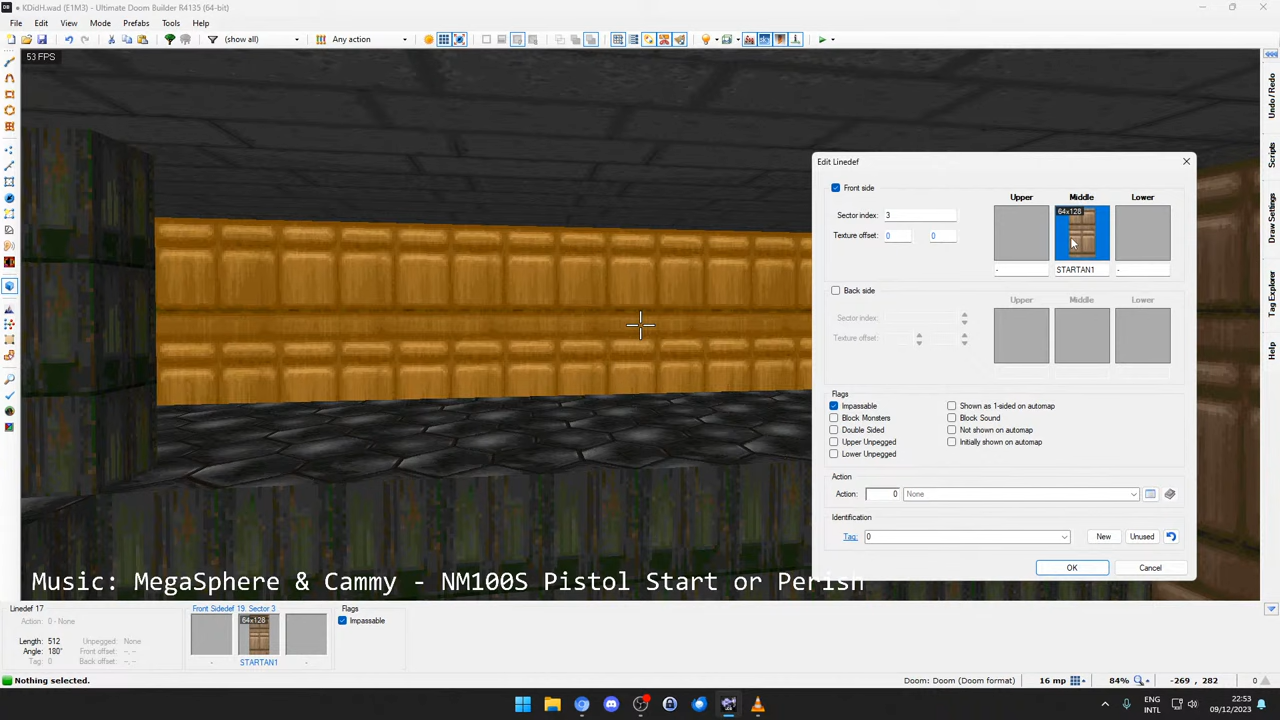 KDidH.wad (E1M3) - Ultimate Doom Builder R4135 (64-bit)
File Edit View Mode Prefabs Tools Help
(show all) Any action
53 FPS
Undo / Redo
Scripts
Draw Settings
Tag Explorer
Help
Edit Linedef
Front side
Upper Middle Lower
Sector index: 3
64x128
Texture offset: 0 0
- STARTAN1 -
Back side
Upper Middle Lower
Sector index:
Texture offset:
Flags
Impassable Shown as 1-sided on automap
Block Monsters Block Sound
Double Sided Not shown on automap
Upper Unpegged Initially shown on automap
Lower Unpegged
Action
Action: 0 None
Identification
Tag: 0 New Unused
OK Cancel
Music: MegaSphere & Cammy - NM100S Pistol Start or Perish
Linedef 17 Front Sidedef 19, Sector 3 Flags
Action: 0 - None 64x128 Impassable
Length: 512 Unpegged: None
Angle: 180° Front offset: --, --
Tag: 0 Back offset: --, --
- STARTAN1 -
Nothing selected. Doom: Doom (Doom format) 16 mp 84% -269 , 282 0
ENG
INTL
22:53
09/12/2023